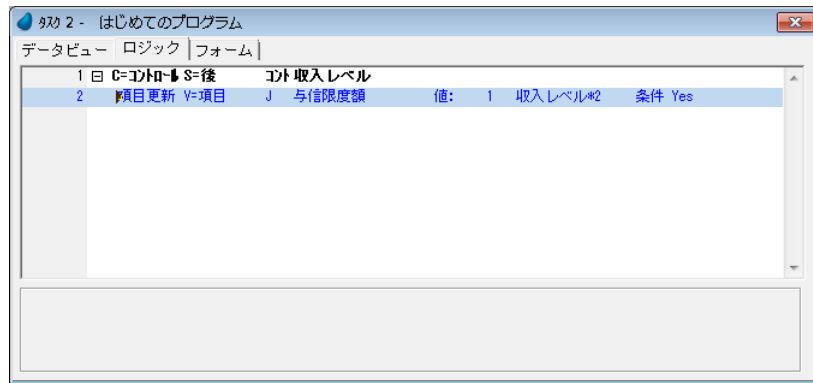 ﾀｽｸ 2 - はじめてのプログラム
データビュー ロジック フォーム
1 C=ｺﾝﾄﾛｰﾙ S=後 ｺﾝﾄ 収入レベル
2 項目更新 V=項目 J 与信限度額 値: 1 収入レベル*2 条件 Yes